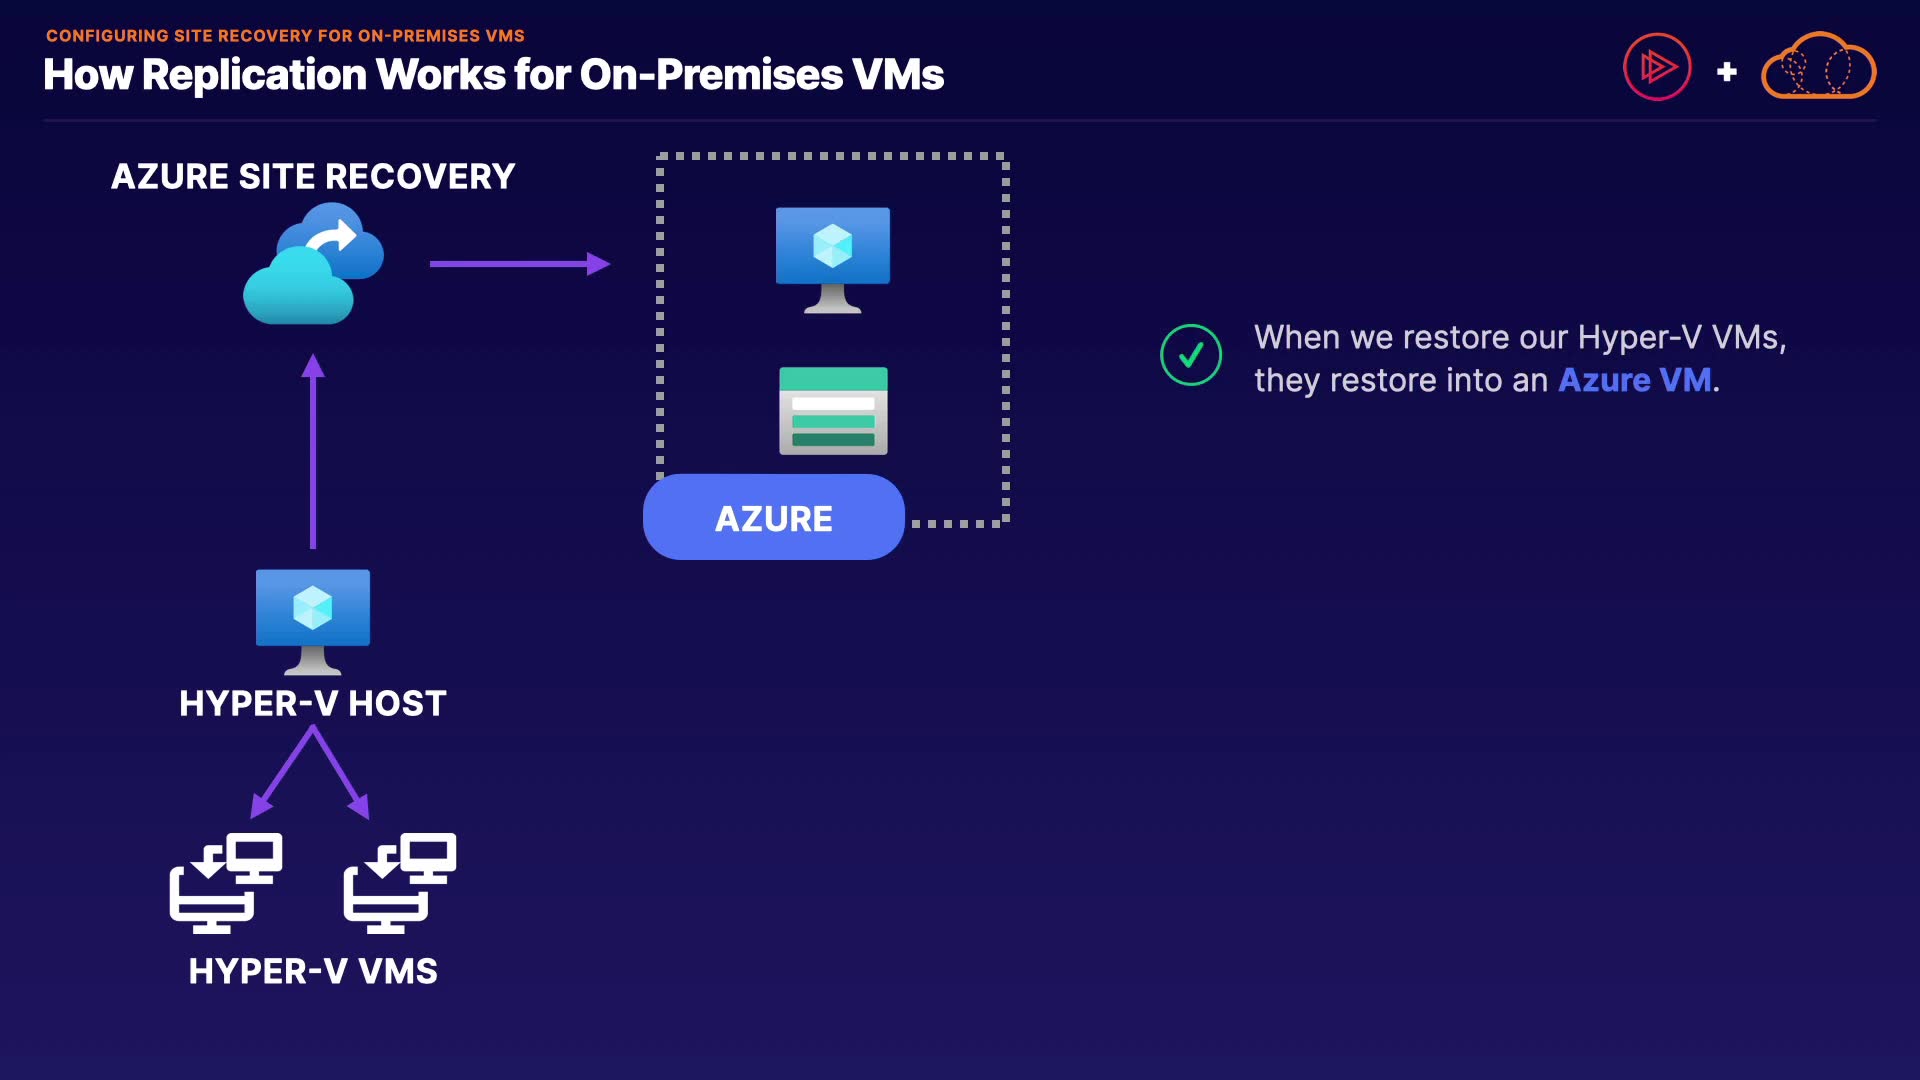 CONFIGURING SITE RECOVERY FOR ON-PREMISES VMS
How Replication Works for On-Premises VMs
AZURE SITE RECOVERY
AZURE
HYPER-V HOST
HYPER-V VMS
When we restore our Hyper-V VMs,
they restore into an Azure VM.